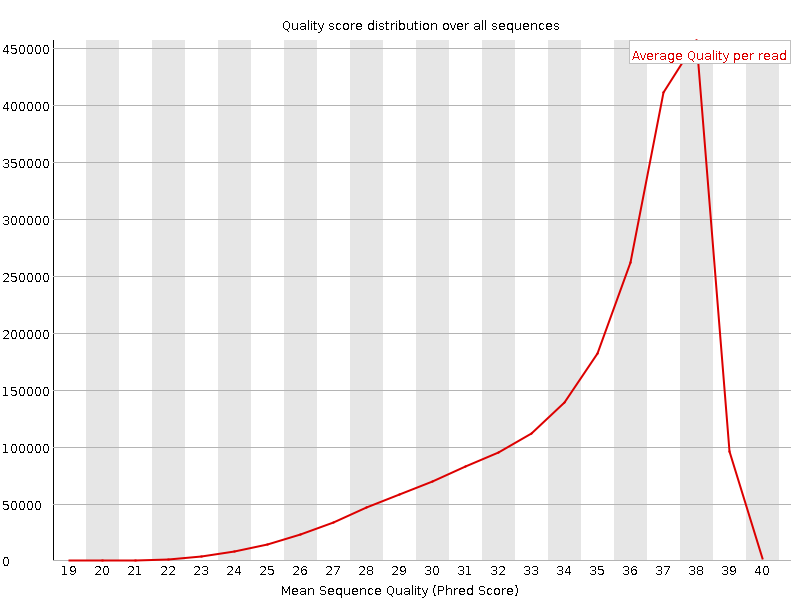 Quality score distribution over all sequences
Average Quality per read
450000
400000
350000
300000
250000
200000
150000
100000
50000
0
19 20 21 22 23 24 25 26 27 28 29 30 31 32 33 34 35 36 37 38 39 40
Mean Sequence Quality (Phred Score)